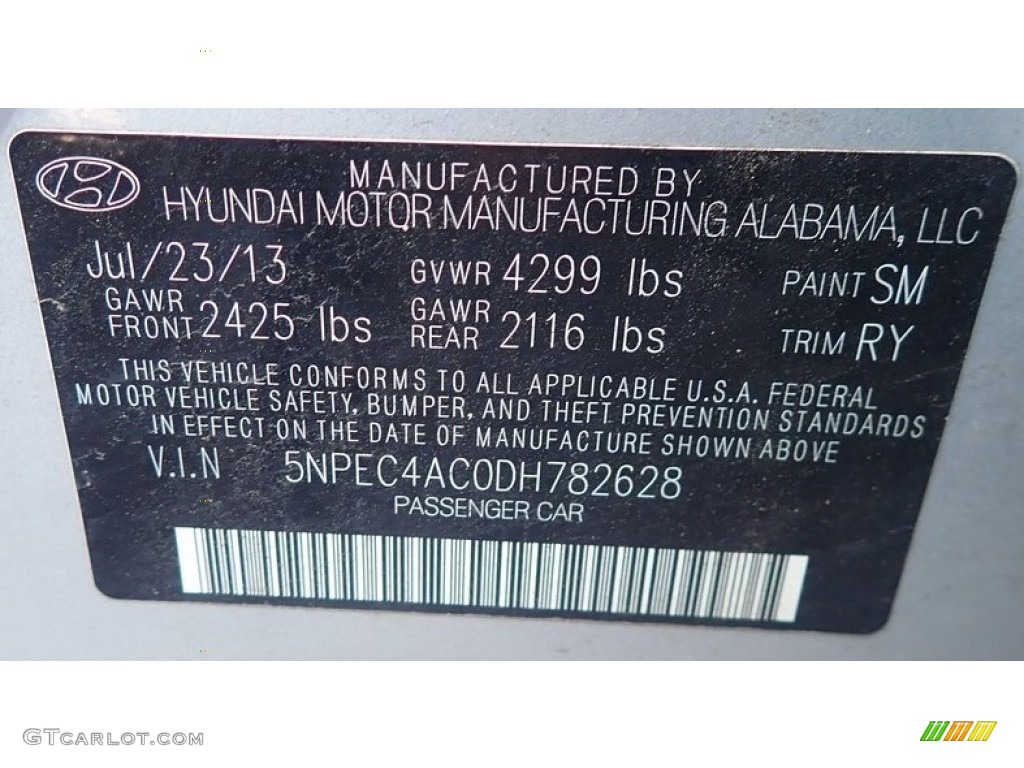 MANUFACTURED BY
HYUNDAI MOTOR MANUFACTURING ALABAMA, LLC
Jul/23/13 GVWR 4299 lbs PAINT SM
GAWR FRONT 2425 lbs GAWR REAR 2116 lbs TRIM RY
THIS VEHICLE CONFORMS TO ALL APPLICABLE U.S.A. FEDERAL
MOTOR VEHICLE SAFETY, BUMPER, AND THEFT PREVENTION STANDARDS
IN EFFECT ON THE DATE OF MANUFACTURE SHOWN ABOVE
V.I.N 5NPEC4AC0DH782628
PASSENGER CAR
GTCARLOT.COM